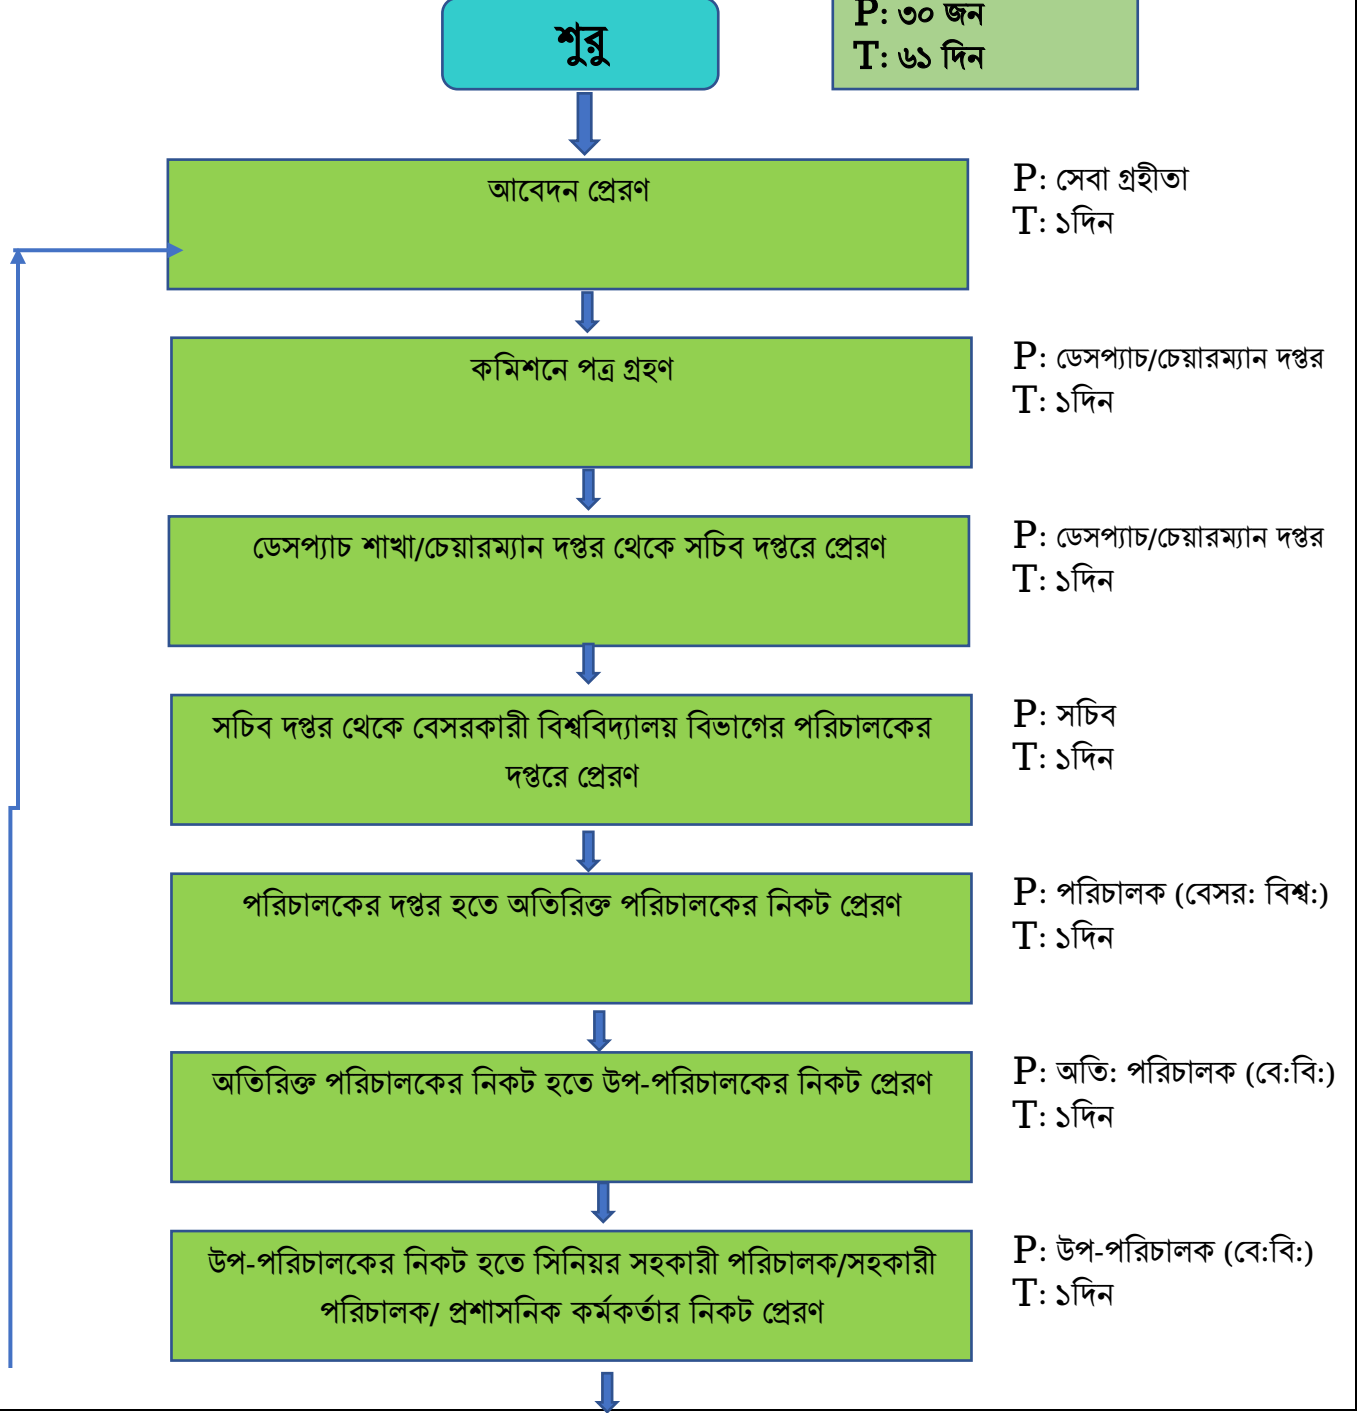 শুরু
P: ৩০ জন
T: ৬১ দিন
আবেদন প্রেরণ
P: সেবা গ্রহীতা
T: ১দিন
কমিশনে পত্র গ্রহণ
P: ডেসপ্যাচ/চেয়ারম্যান দপ্তর
T: ১দিন
ডেসপ্যাচ শাখা/চেয়ারম্যান দপ্তর থেকে সচিব দপ্তরে প্রেরণ
P: ডেসপ্যাচ/চেয়ারম্যান দপ্তর
T: ১দিন
সচিব দপ্তর থেকে বেসরকারী বিশ্ববিদ্যালয় বিভাগের পরিচালকের
দপ্তরে প্রেরণ
P: সচিব
T: ১দিন
পরিচালকের দপ্তর হতে অতিরিক্ত পরিচালকের নিকট প্রেরণ
P: পরিচালক (বেসর: বিশ্ব:)
T: ১দিন
অতিরিক্ত পরিচালকের নিকট হতে উপ-পরিচালকের নিকট প্রেরণ
P: অতি: পরিচালক (বে:বি:)
T: ১দিন
উপ-পরিচালকের নিকট হতে সিনিয়র সহকারী পরিচালক/সহকারী
পরিচালক/ প্রশাসনিক কর্মকর্তার নিকট প্রেরণ
P: উপ-পরিচালক (বে:বি:)
T: ১দিন